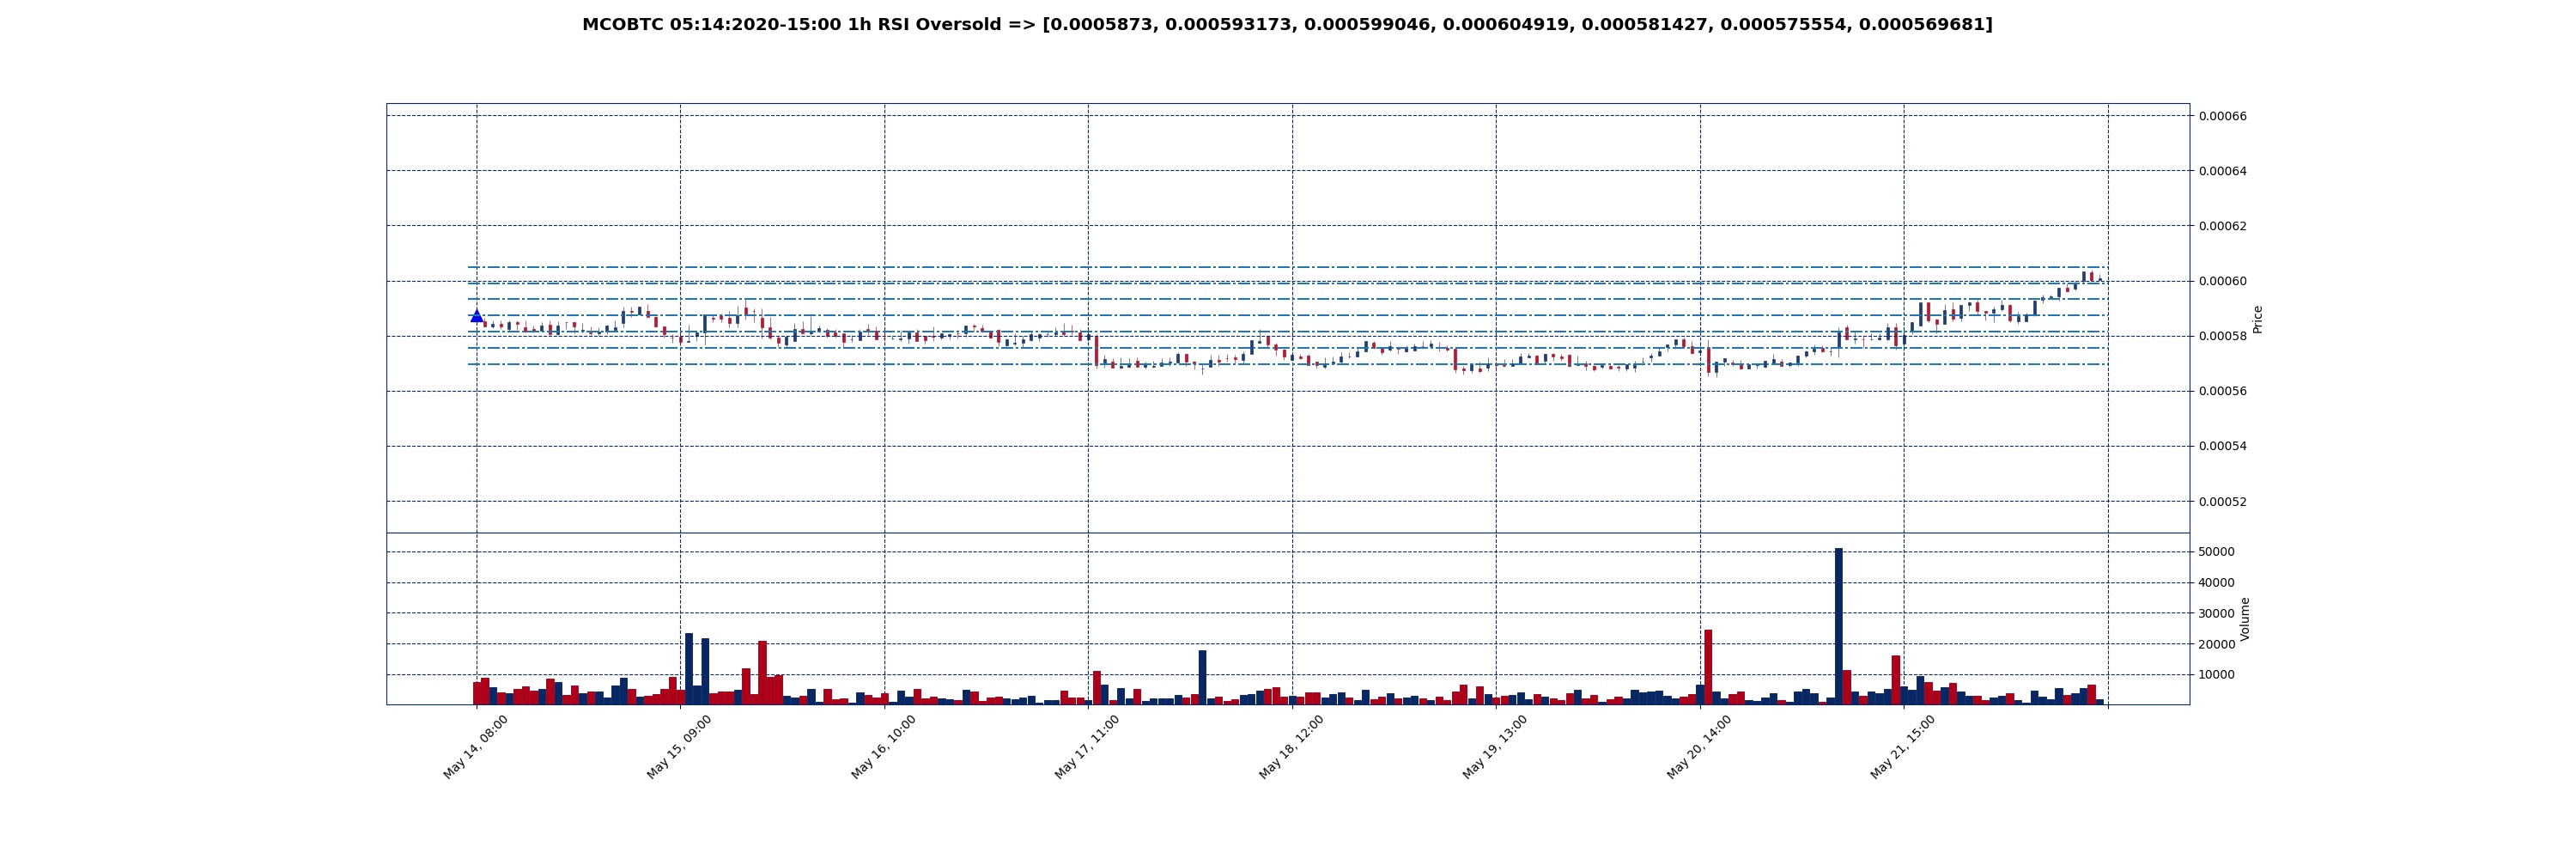 MCOBTC 05:14:2020-15:00 1h RSI Oversold => [0.0005873, 0.000593173, 0.000599046, 0.000604919, 0.000581427, 0.000575554, 0.000569681]
0.00066
0.00064
0.00062
0.00060
0.00058
0.00056
0.00054
0.00052
Price
50000
40000
30000
20000
10000
Volume
May 14, 08:00
May 15, 09:00
May 16, 10:00
May 17, 11:00
May 18, 12:00
May 19, 13:00
May 20, 14:00
May 21, 15:00